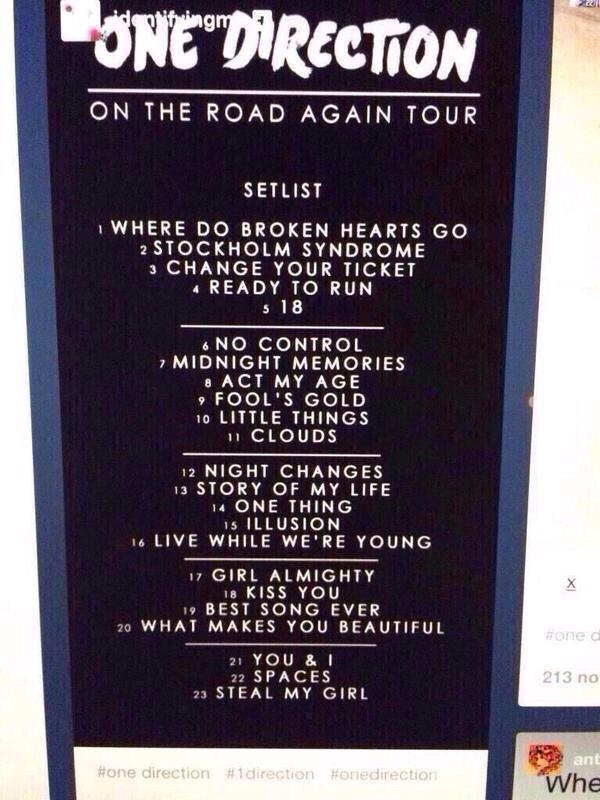 ONE DIRECTION
ON THE ROAD AGAIN TOUR
SETLIST
1 WHERE DO BROKEN HEARTS GO
2 STOCKHOLM SYNDROME
3 CHANGE YOUR TICKET
4 READY TO RUN
5 18
6 NO CONTROL
7 MIDNIGHT MEMORIES
8 ACT MY AGE
9 FOOL'S GOLD
10 LITTLE THINGS
11 CLOUDS
12 NIGHT CHANGES
13 STORY OF MY LIFE
14 ONE THING
15 ILLUSION
16 LIVE WHILE WE'RE YOUNG
17 GIRL ALMIGHTY
18 KISS YOU
19 BEST SONG EVER
20 WHAT MAKES YOU BEAUTIFUL
21 YOU & I
22 SPACES
23 STEAL MY GIRL
#one direction #1direction #onedirection
x
#one d
213 no
ant
Whe